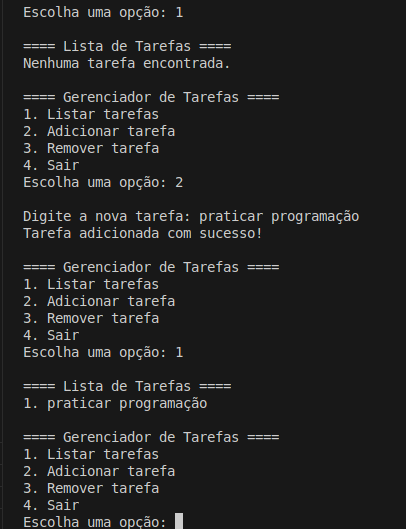 Escolha uma opção: 1
==== Lista de Tarefas ====
Nenhuma tarefa encontrada.
==== Gerenciador de Tarefas ====
1. Listar tarefas
2. Adicionar tarefa
3. Remover tarefa
4. Sair
Escolha uma opção: 2
Digite a nova tarefa: praticar programação
Tarefa adicionada com sucesso!
==== Gerenciador de Tarefas ====
1. Listar tarefas
2. Adicionar tarefa
3. Remover tarefa
4. Sair
Escolha uma opção: 1
==== Lista de Tarefas ====
1. praticar programação
==== Gerenciador de Tarefas ====
1. Listar tarefas
2. Adicionar tarefa
3. Remover tarefa
4. Sair
Escolha uma opção: